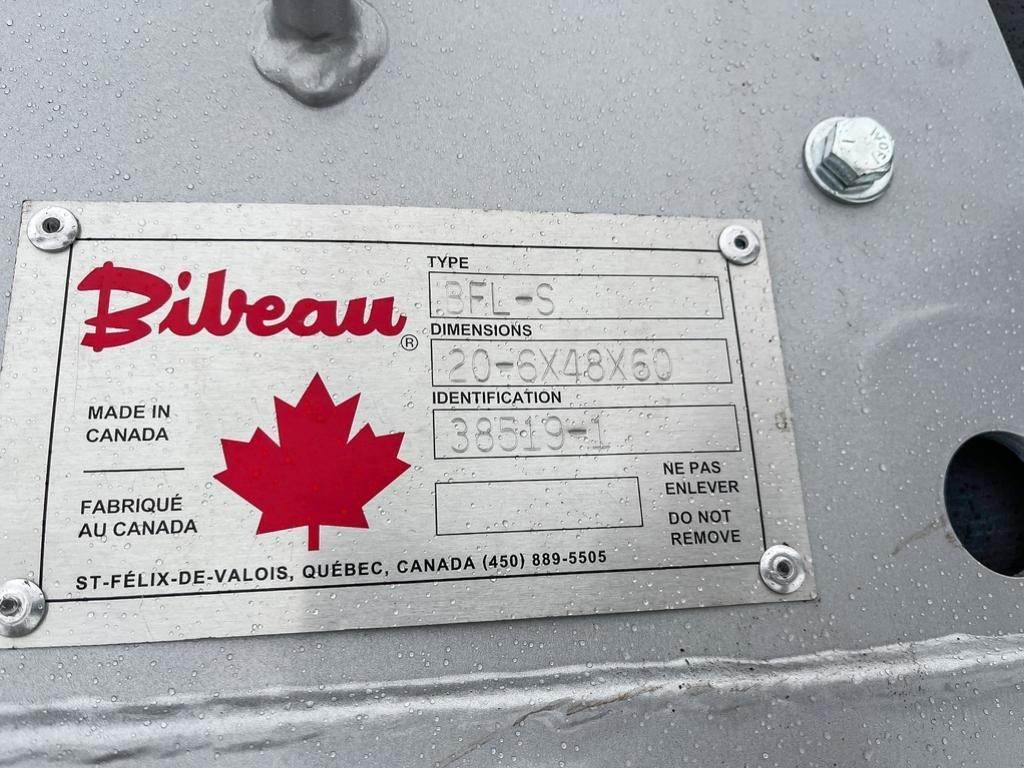 Bibeau®
MADE IN
CANADA
FABRIQUÉ
AU CANADA
TYPE
BFL-S
DIMENSIONS
20-6X48X60
IDENTIFICATION
38519-1
NE PAS
ENLEVER
DO NOT
REMOVE
ST-FÉLIX-DE-VALOIS, QUÉBEC, CANADA (450) 889-5505